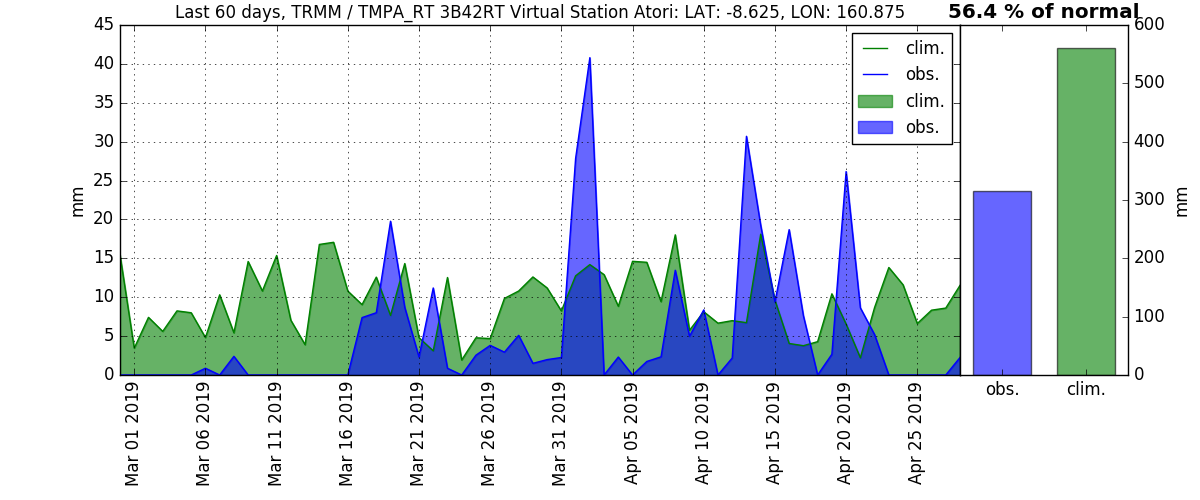 Last 60 days, TRMM / TMPA_RT 3B42RT Virtual Station Atori: LAT: -8.625, LON: 160.875
56.4 % of normal
45
40
35
30
25
20
15
10
5
0
mm
clim.
obs.
clim.
obs.
600
500
400
300
200
100
0
mm
obs.
clim.
Mar 01 2019
Mar 06 2019
Mar 11 2019
Mar 16 2019
Mar 21 2019
Mar 26 2019
Mar 31 2019
Apr 05 2019
Apr 10 2019
Apr 15 2019
Apr 20 2019
Apr 25 2019